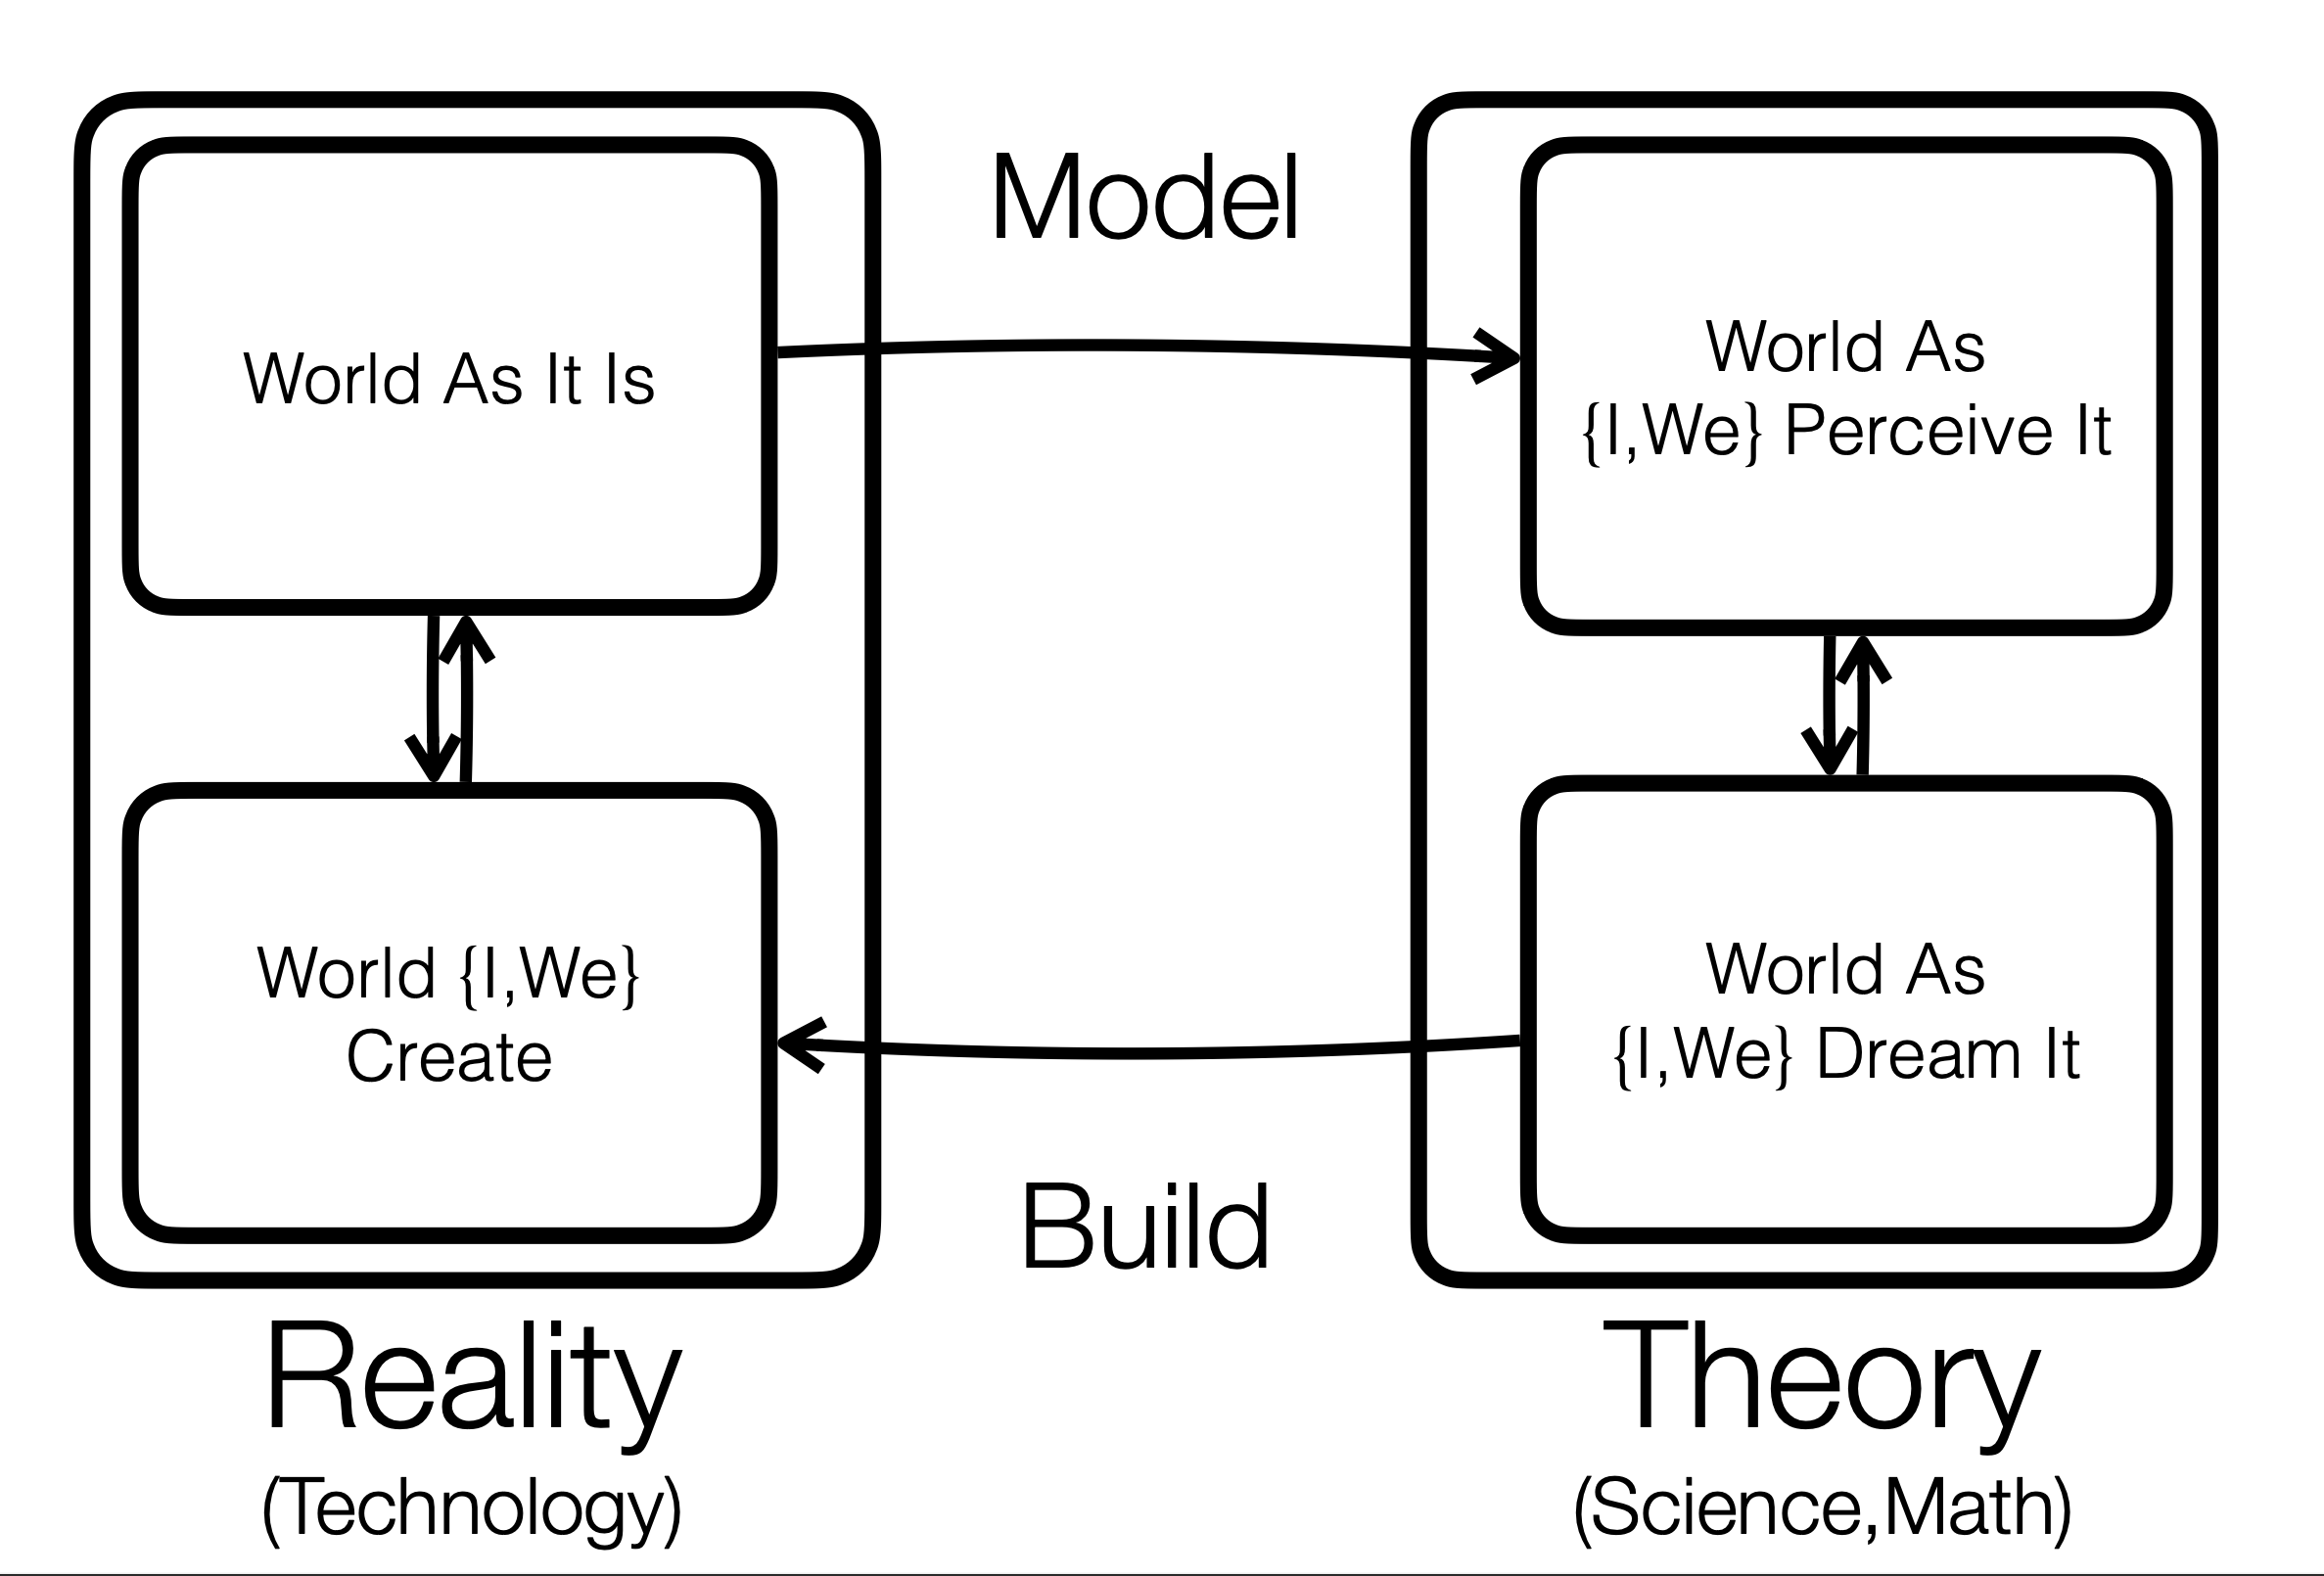 Model
World As It Is
World As
{I,We} Perceive It
World {I,We}
Create
World As
{I,We} Dream It
Build
Reality
(Technology)
Theory
(Science,Math)